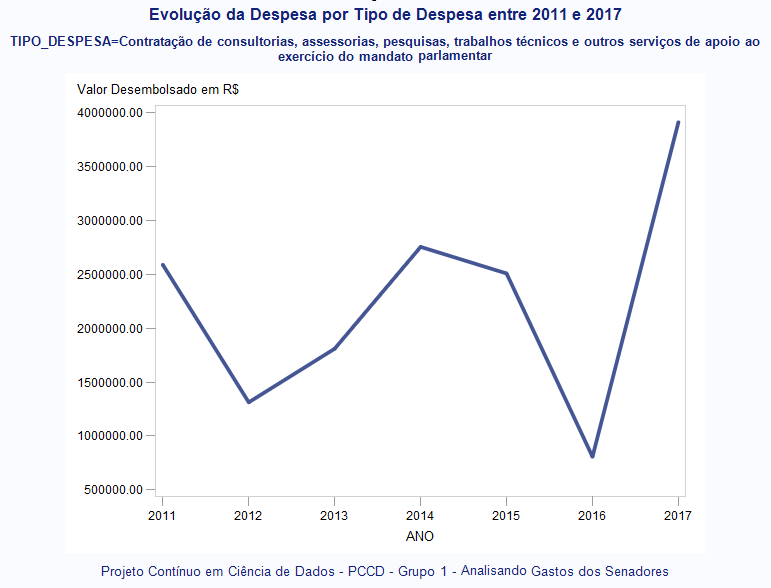 Evolução da Despesa por Tipo de Despesa entre 2011 e 2017
TIPO_DESPESA=Contratação de consultorias, assessorias, pesquisas, trabalhos técnicos e outros serviços de apoio ao
exercício do mandato parlamentar
Valor Desembolsado em R$
4000000.00
3500000.00
3000000.00
2500000.00
2000000.00
1500000.00
1000000.00
500000.00
2011 2012 2013 2014 2015 2016 2017
ANO
Projeto Contínuo em Ciência de Dados - PCCD - Grupo 1 - Analisando Gastos dos Senadores